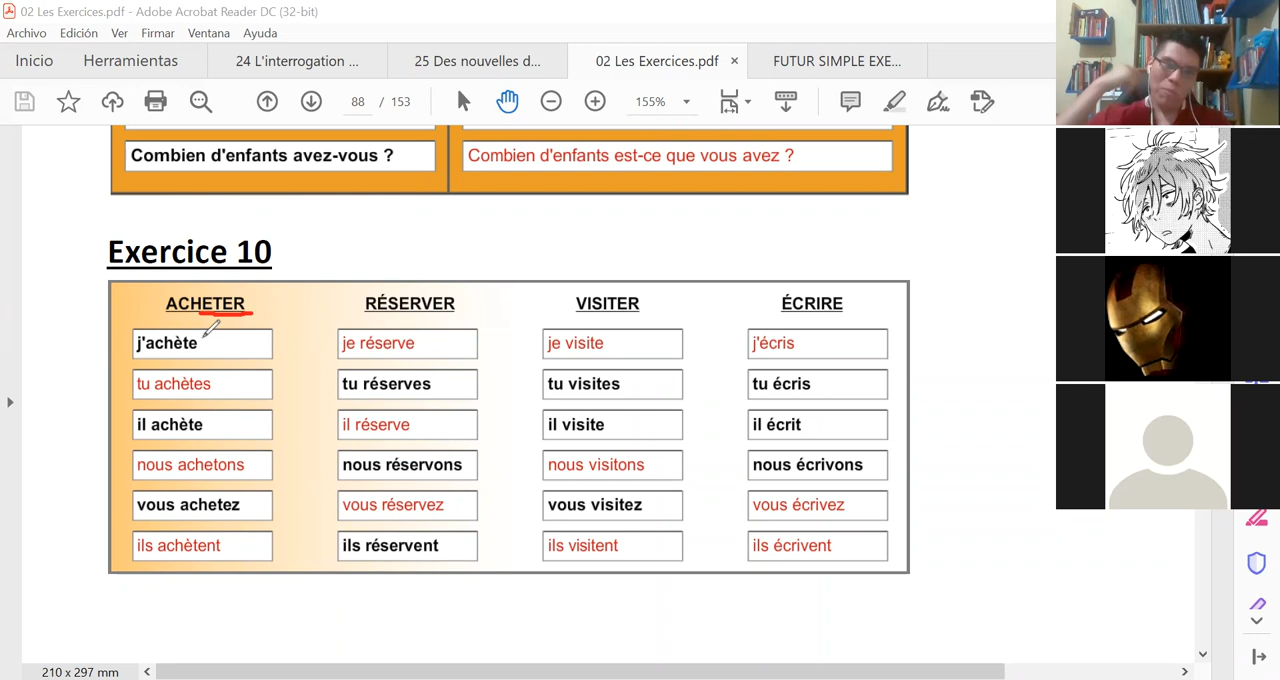 02 Les Exercices.pdf - Adobe Acrobat Reader DC (32-bit)
Archivo Edición Ver Firmar Ventana Ayuda
Inicio Herramientas 24 L'interrogation ... 25 Des nouvelles d... 02 Les Exercices.pdf × FUTUR SIMPLE EXE...
88 / 153 155%
Combien d'enfants avez-vous ? Combien d'enfants est-ce que vous avez ?
Exercice 10
ACHETER RÉSERVER VISITER ÉCRIRE
j'achète je réserve je visite j'écris
tu achètes tu réserves tu visites tu écris
il achète il réserve il visite il écrit
nous achetons nous réservons nous visitons nous écrivons
vous achetez vous réservez vous visitez vous écrivez
ils achètent ils réservent ils visitent ils écrivent
210 x 297 mm